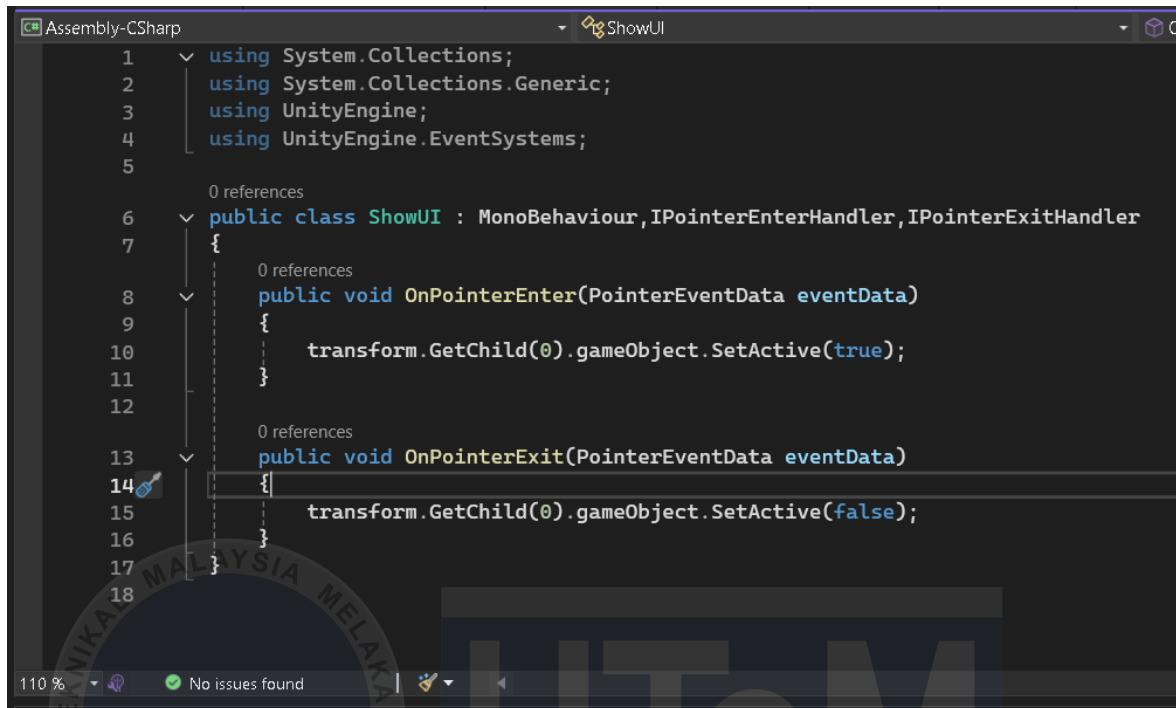 C# Assembly-CSharp ShowUI
1 using System.Collections;
2 using System.Collections.Generic;
3 using UnityEngine;
4 using UnityEngine.EventSystems;
5
0 references
6 public class ShowUI : MonoBehaviour,IPointerEnterHandler,IPointerExitHandler
7 {
0 references
8 public void OnPointerEnter(PointerEventData eventData)
9 {
10 transform.GetChild(0).gameObject.SetActive(true);
11 }
12
0 references
13 public void OnPointerExit(PointerEventData eventData)
14 {
15 transform.GetChild(0).gameObject.SetActive(false);
16 }
17 }
18
MALAYSIA MELAKA
110 % No issues found